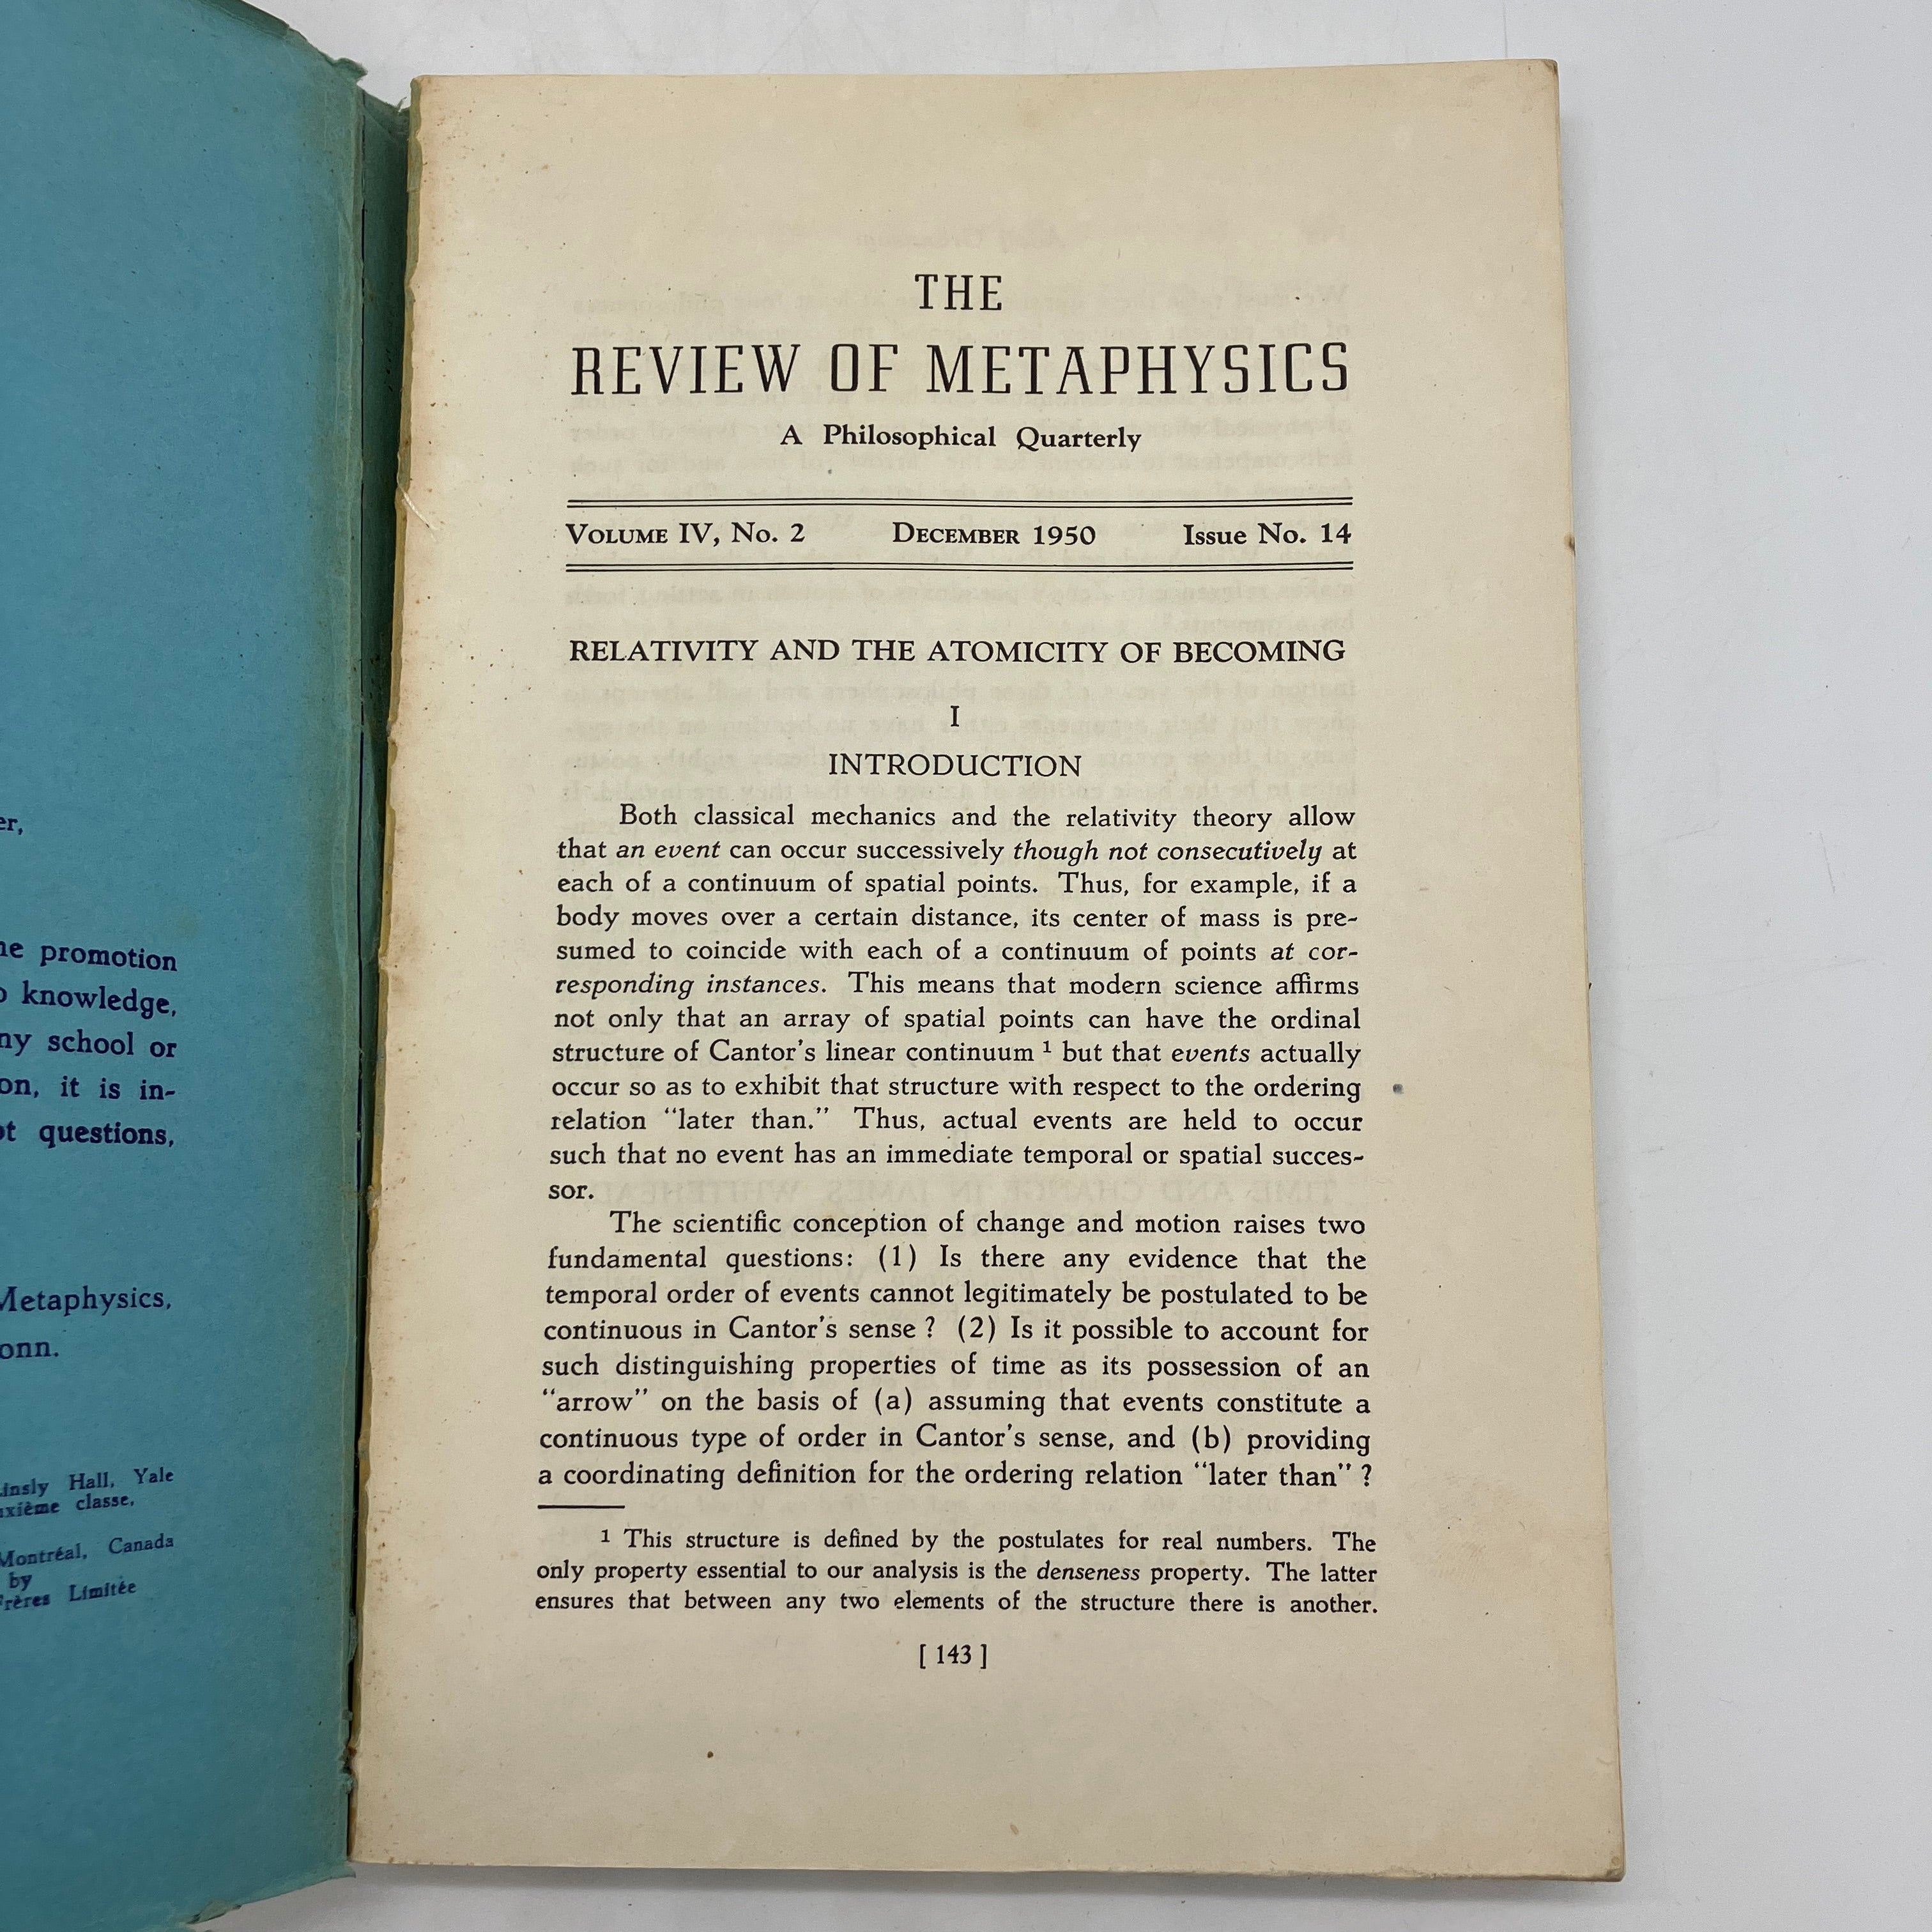 er,
he promotion
o knowledge,
ny school or
on, it is in-
ot questions,
Metaphysics,
onn.
Linsly Hall, Yale
uxième classe,
Montréal, Canada
by
Frères Limitée
THE
REVIEW OF METAPHYSICS
A Philosophical Quarterly
VOLUME IV, No. 2 DECEMBER 1950 Issue No. 14
RELATIVITY AND THE ATOMICITY OF BECOMING
I
INTRODUCTION
Both classical mechanics and the relativity theory allow
that an event can occur successively though not consecutively at
each of a continuum of spatial points. Thus, for example, if a
body moves over a certain distance, its center of mass is pre-
sumed to coincide with each of a continuum of points at cor-
responding instances. This means that modern science affirms
not only that an array of spatial points can have the ordinal
structure of Cantor's linear continuum ¹ but that events actually
occur so as to exhibit that structure with respect to the ordering
relation "later than." Thus, actual events are held to occur
such that no event has an immediate temporal or spatial succes-
sor.
The scientific conception of change and motion raises two
fundamental questions: (1) Is there any evidence that the
temporal order of events cannot legitimately be postulated to be
continuous in Cantor's sense ? (2) Is it possible to account for
such distinguishing properties of time as its possession of an
"arrow" on the basis of (a) assuming that events constitute a
continuous type of order in Cantor's sense, and (b) providing
a coordinating definition for the ordering relation "later than" ?
¹ This structure is defined by the postulates for real numbers. The
only property essential to our analysis is the denseness property. The latter
ensures that between any two elements of the structure there is another.
[ 143 ]